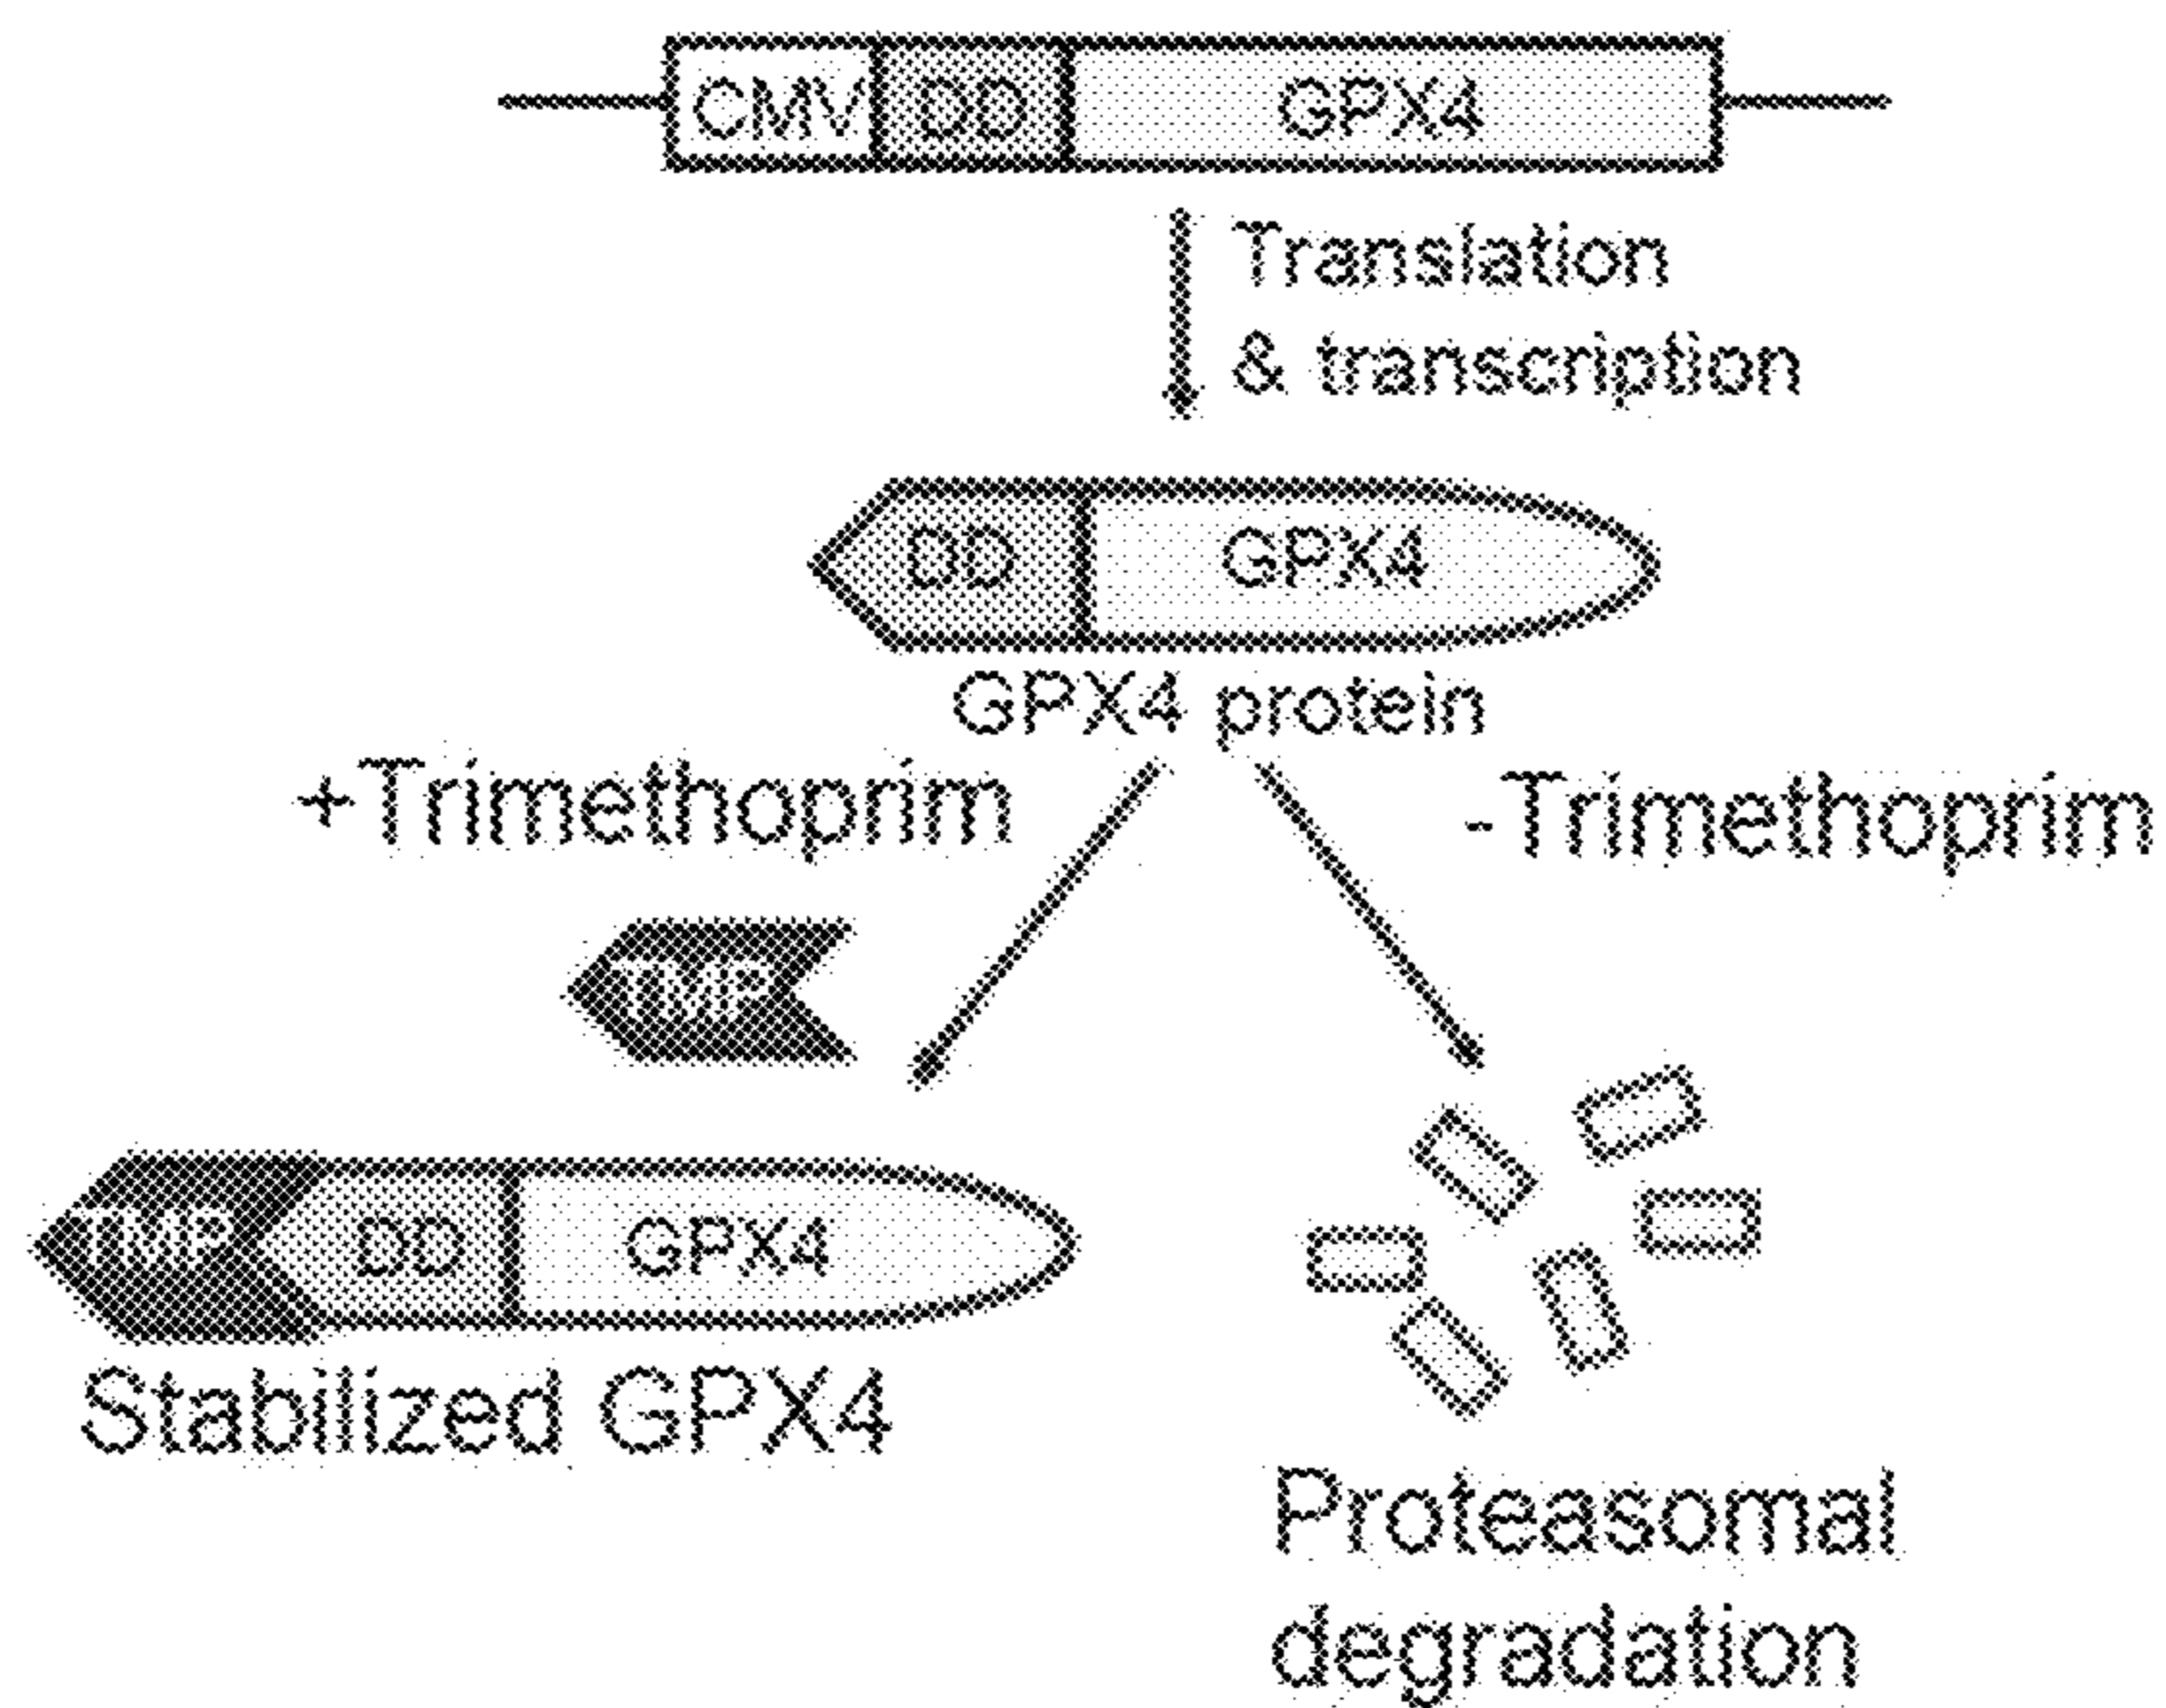 CMV DD GPX4
Translation
& transcription
DD GPX4
GPX4 protein
+Trimethoprim
-Trimethoprim
TMP
TMP DD GPX4
Stabilized GPX4
Proteasomal
degradation